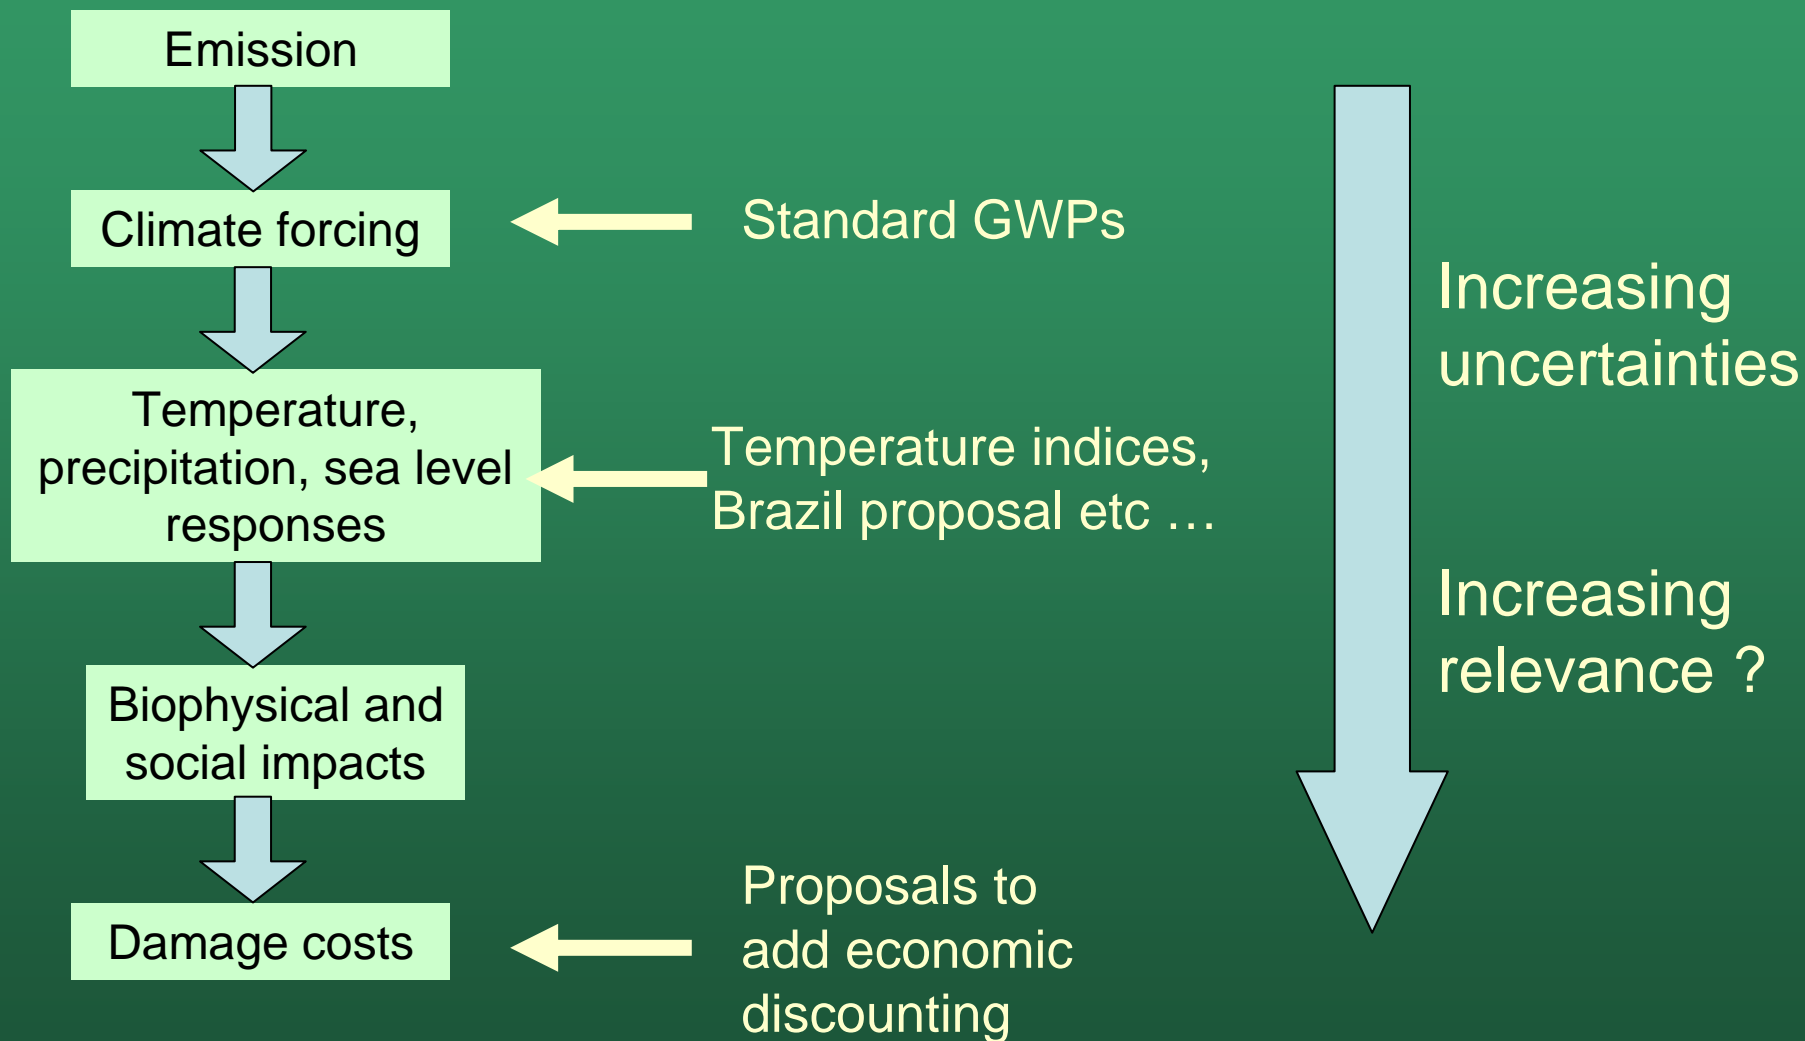 Emission
Climate forcing
Standard GWPs
Temperature,
precipitation, sea level
responses
Temperature indices,
Brazil proposal etc …
Biophysical and
social impacts
Damage costs
Proposals to
add economic
discounting
Increasing
uncertainties
Increasing
relevance ?